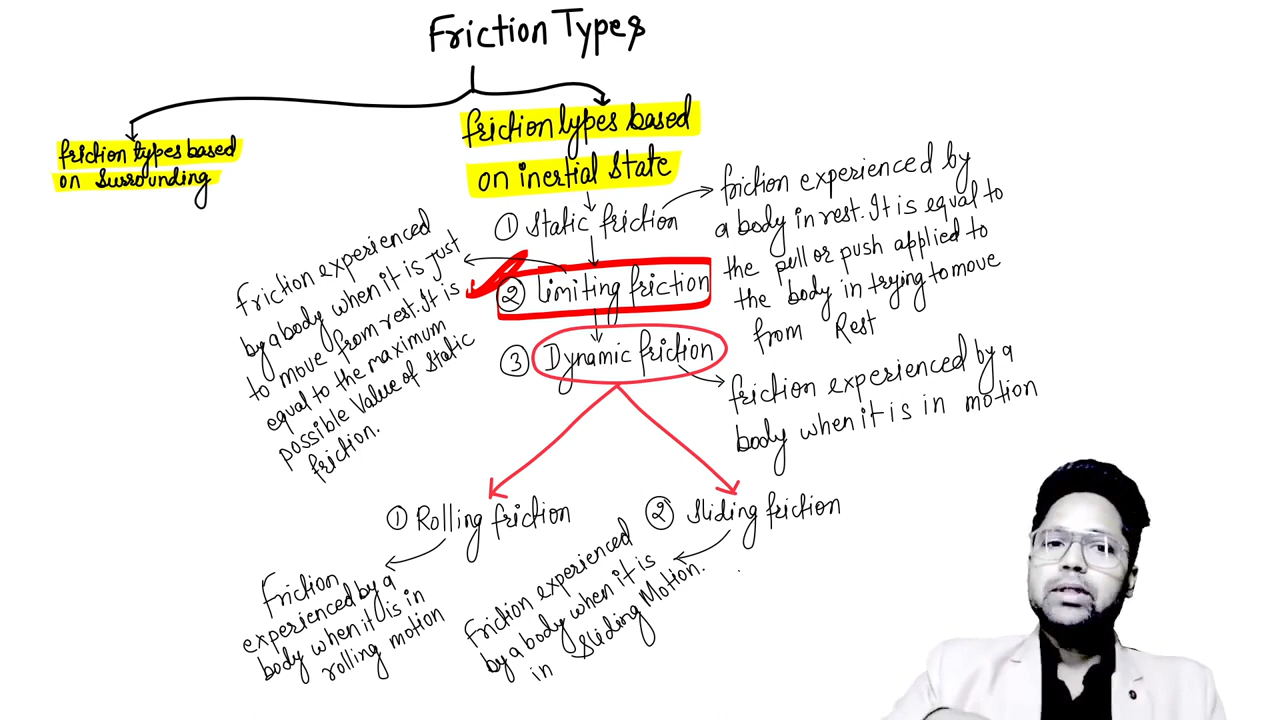 Friction Types
friction types based
on Surrounding
friction types based
on inertial State
① Static friction
friction experienced by
a body in rest. It is equal to
the pull or push applied to
the body in trying to move
from Rest
② Limiting friction
Friction experienced
by a body when it is just
to move from rest. It is
equal to the maximum
possible Value of Static
friction.
③ Dynamic friction
friction experienced by a
body when it is in motion
① Rolling friction
Friction
experienced by a
body when it is in
rolling motion
② Sliding friction
Friction experienced
by a body when it is
in Sliding Motion.